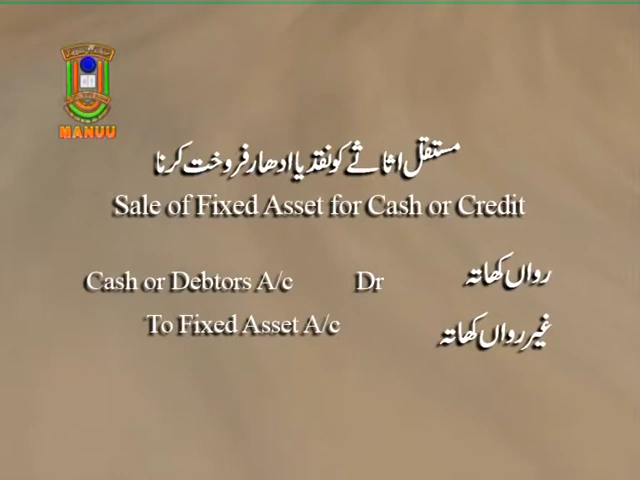 MANUU
مستقل اثاثے کو نقد یا ادھار فروخت کرنا
Sale of Fixed Asset for Cash or Credit
Cash or Debtors A/c Dr رواں کھاتہ
To Fixed Asset A/c غیر رواں کھاتہ